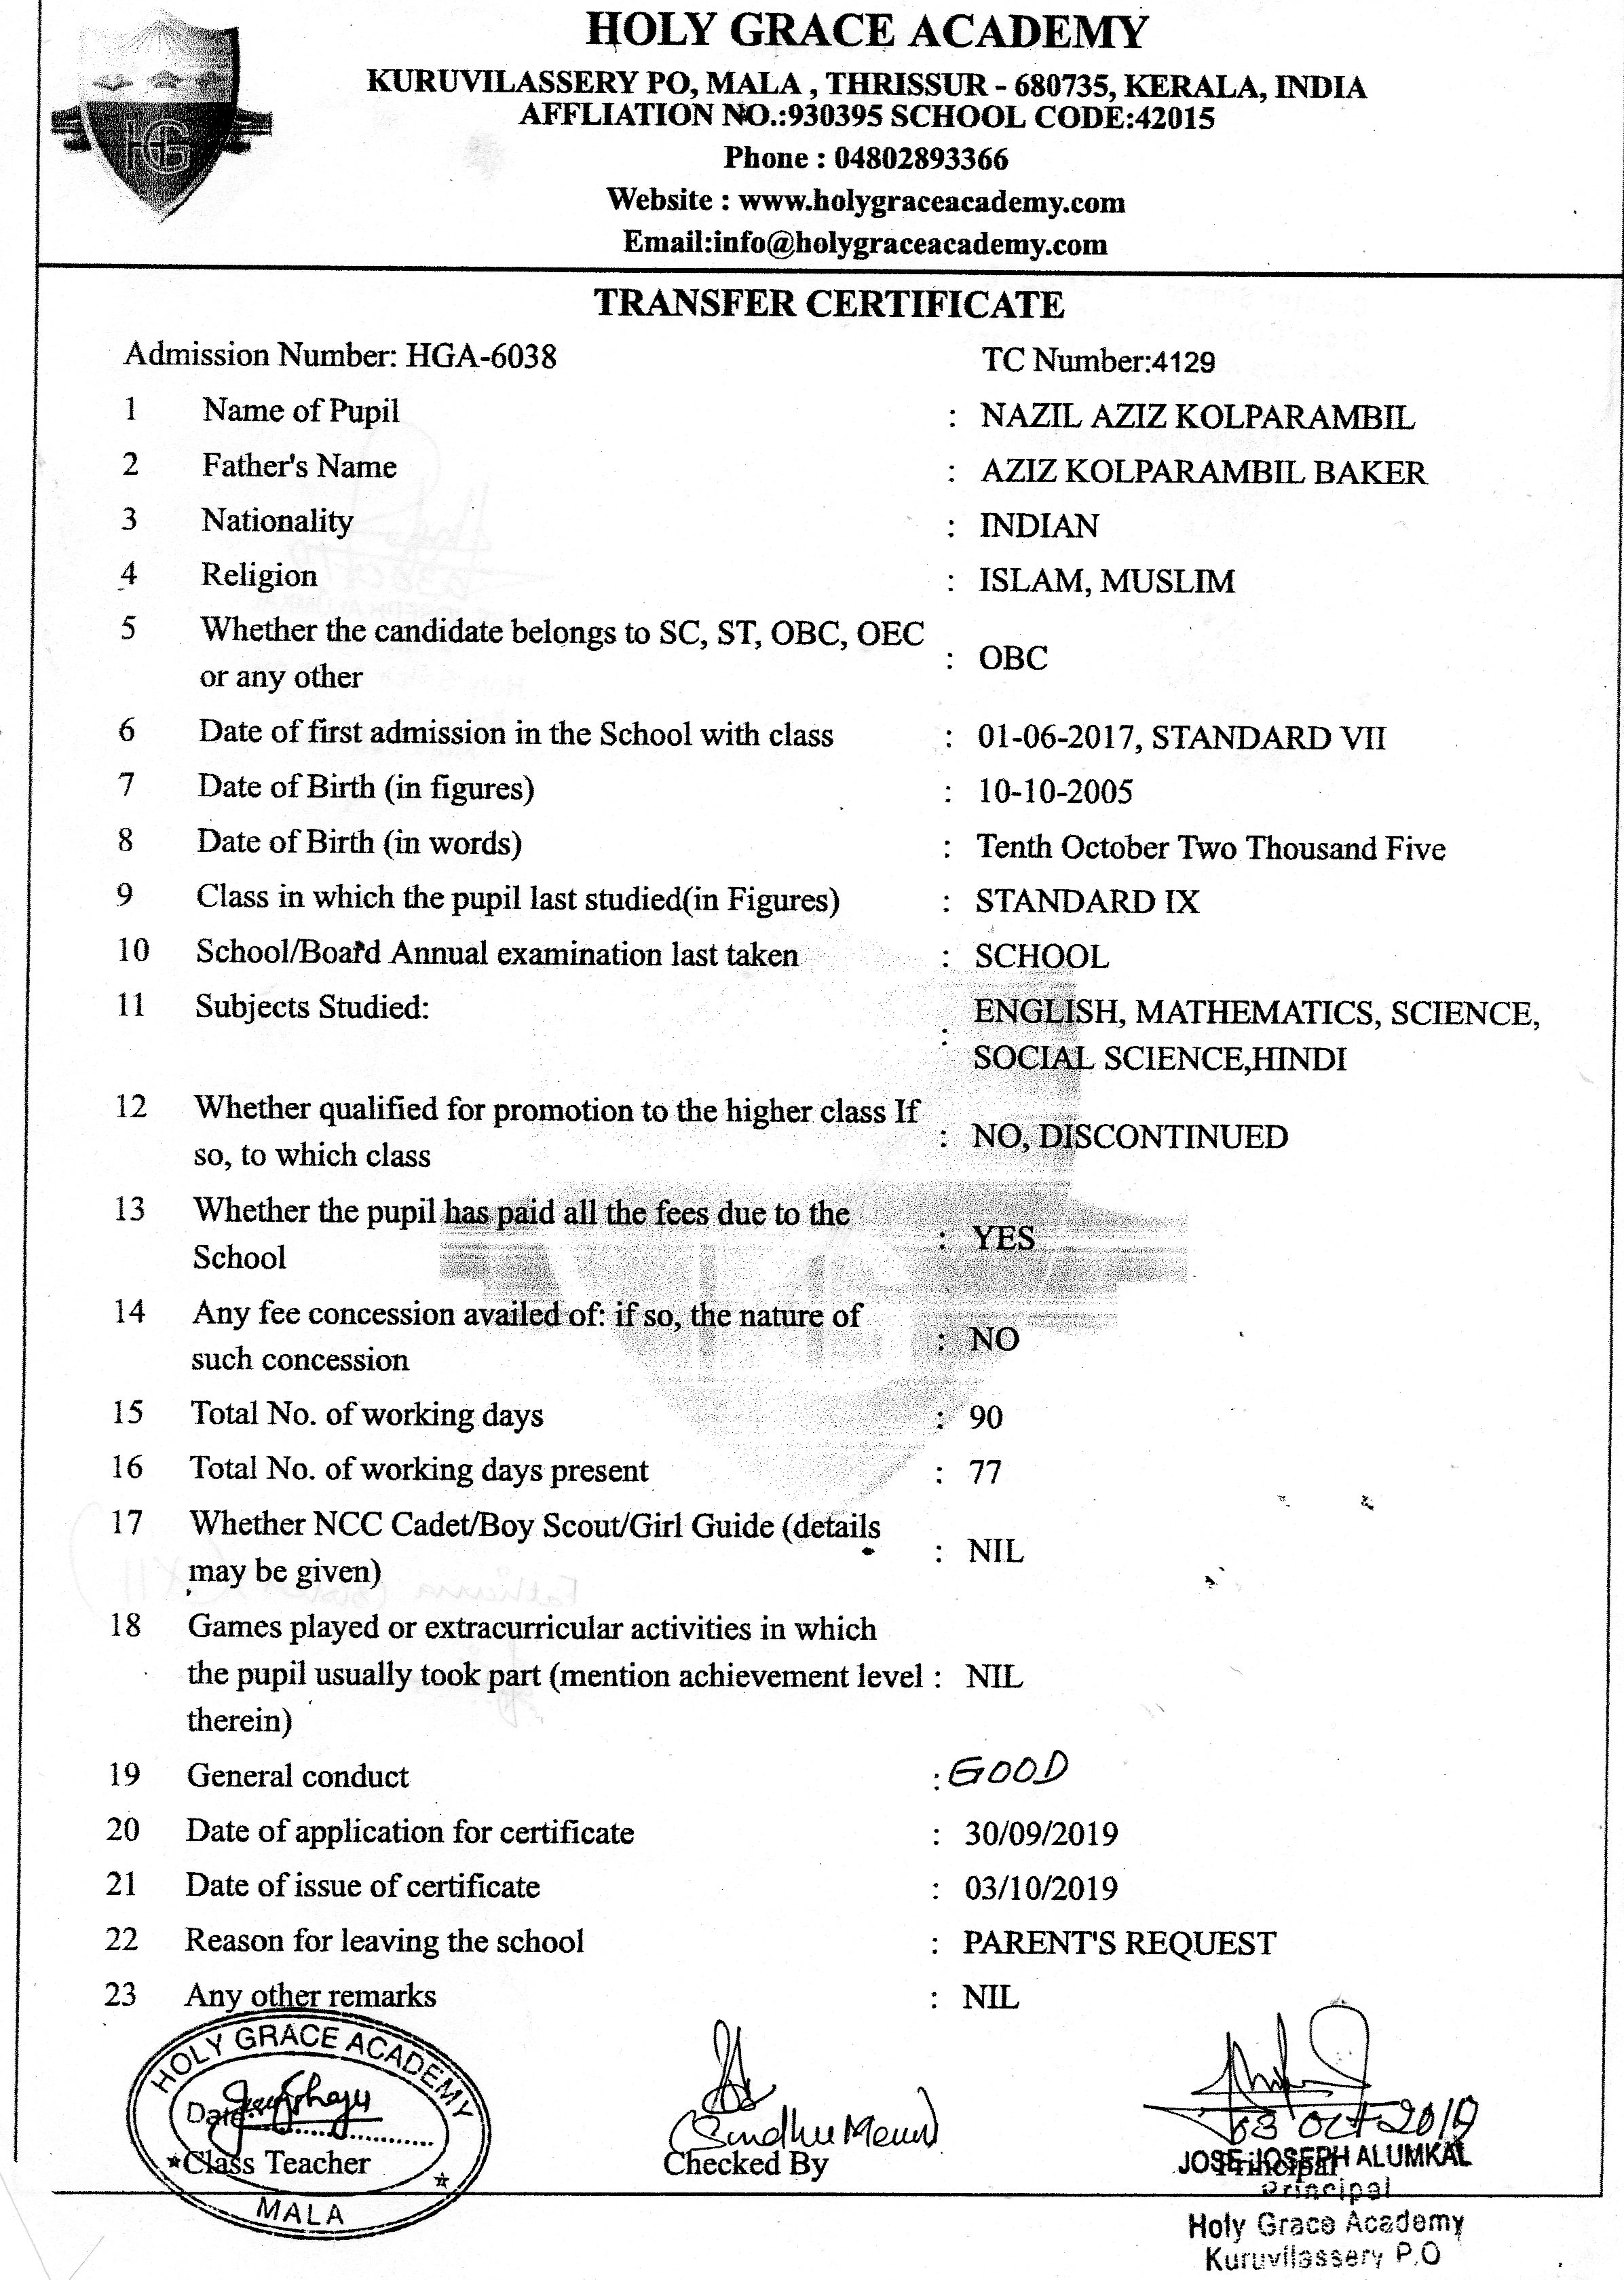 HG
HOLY GRACE ACADEMY
KURUVILASSERY PO, MALA , THRISSUR - 680735, KERALA, INDIA
AFFLIATION NO.:930395 SCHOOL CODE:42015
Phone : 04802893366
Website : www.holygraceacademy.com
Email:info@holygraceacademy.com
TRANSFER CERTIFICATE
Admission Number: HGA-6038 TC Number:4129
1 Name of Pupil : NAZIL AZIZ KOLPARAMBIL
2 Father's Name : AZIZ KOLPARAMBIL BAKER
3 Nationality : INDIAN
4 Religion : ISLAM, MUSLIM
5 Whether the candidate belongs to SC, ST, OBC, OEC
or any other : OBC
6 Date of first admission in the School with class : 01-06-2017, STANDARD VII
7 Date of Birth (in figures) : 10-10-2005
8 Date of Birth (in words) : Tenth October Two Thousand Five
9 Class in which the pupil last studied(in Figures) : STANDARD IX
10 School/Board Annual examination last taken : SCHOOL
11 Subjects Studied: : ENGLISH, MATHEMATICS, SCIENCE,
SOCIAL SCIENCE,HINDI
12 Whether qualified for promotion to the higher class If
so, to which class : NO, DISCONTINUED
13 Whether the pupil has paid all the fees due to the
School : YES
14 Any fee concession availed of: if so, the nature of
such concession : NO
15 Total No. of working days : 90
16 Total No. of working days present : 77
17 Whether NCC Cadet/Boy Scout/Girl Guide (details
may be given) : NIL
18 Games played or extracurricular activities in which
the pupil usually took part (mention achievement level : NIL
therein)
19 General conduct : GOOD
20 Date of application for certificate : 30/09/2019
21 Date of issue of certificate : 03/10/2019
22 Reason for leaving the school : PARENT'S REQUEST
23 Any other remarks : NIL
HOLY GRACE ACADEMY
Date:
Class Teacher
MALA
(Sindhu Menon)
Checked By
03 OCT 2019
JOSE JOSEPH ALUMKAL
Principal
Principal
Holy Grace Academy
Kuruvilassery P.O